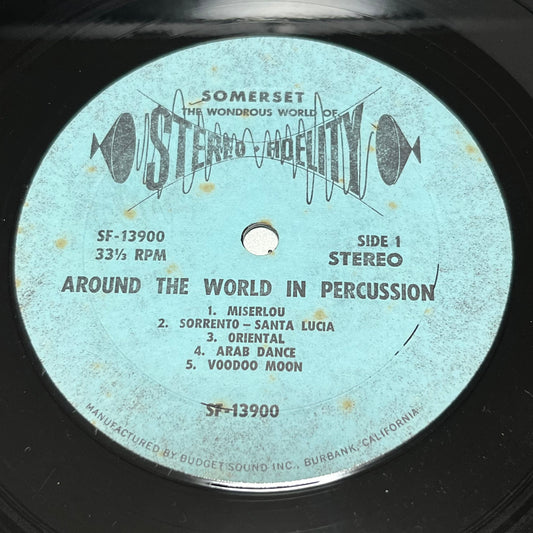 SOMERSET
THE WONDROUS WORLD OF
STEREO-FIDELITY
SF-13900
33⅓ RPM
SIDE 1
STEREO
AROUND THE WORLD IN PERCUSSION
1. MISERLOU
2. SORRENTO – SANTA LUCIA
3. ORIENTAL
4. ARAB DANCE
5. VOODOO MOON
SF-13900
MANUFACTURED BY BUDGET SOUND INC., BURBANK, CALIFORNIA